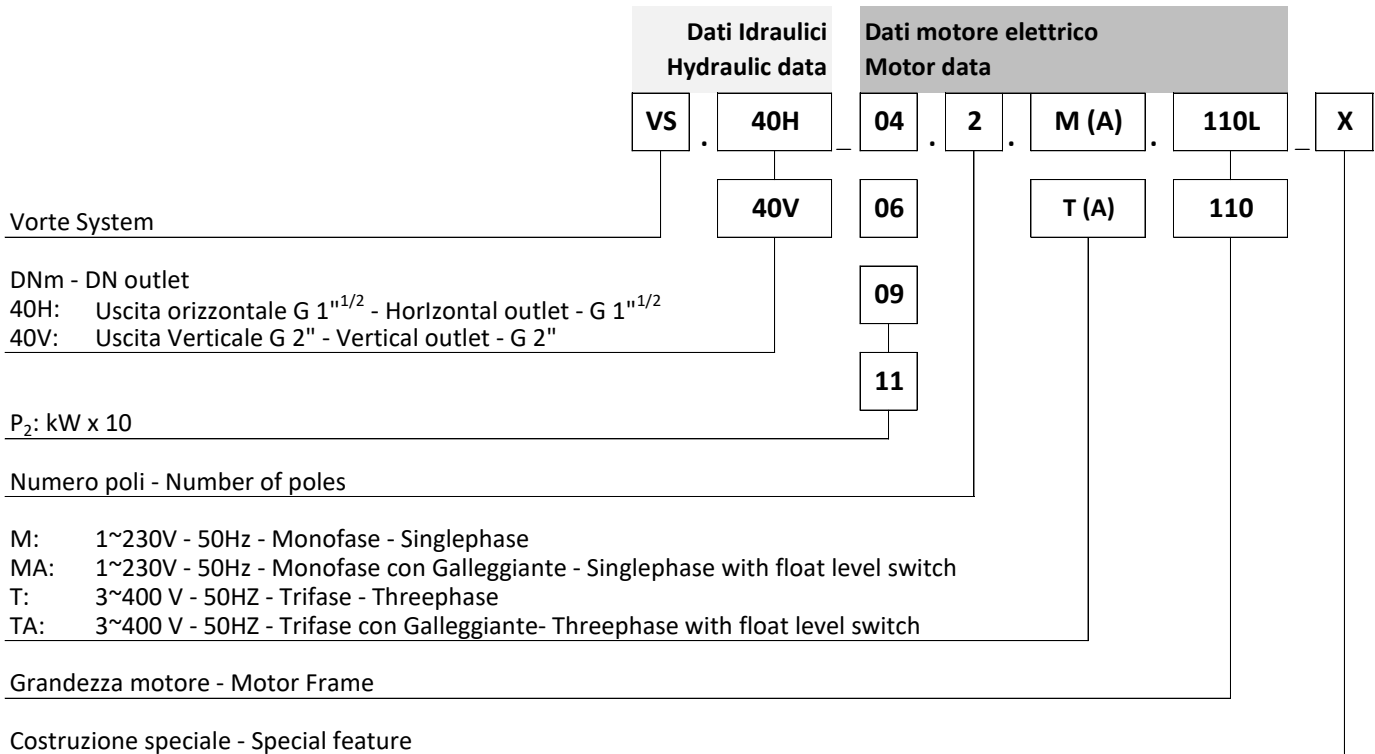 Dati Idraulici Dati motore elettrico
Hydraulic data Motor data
VS . 40H _ 04 . 2 . M (A) . 110L _ X
40V 06 T (A) 110
Vorte System
DNm - DN outlet
09
40H: Uscita orizzontale G 1"1/2 - HorIzontal outlet - G 1"1/2
40V: Uscita Verticale G 2" - Vertical outlet - G 2"
11
P2: kW x 10
Numero poli - Number of poles
M: 1~230V - 50Hz - Monofase - Singlephase
MA: 1~230V - 50Hz - Monofase con Galleggiante - Singlephase with float level switch
T: 3~400 V - 50HZ - Trifase - Threephase
TA: 3~400 V - 50HZ - Trifase con Galleggiante- Threephase with float level switch
Grandezza motore - Motor Frame
Costruzione speciale - Special feature